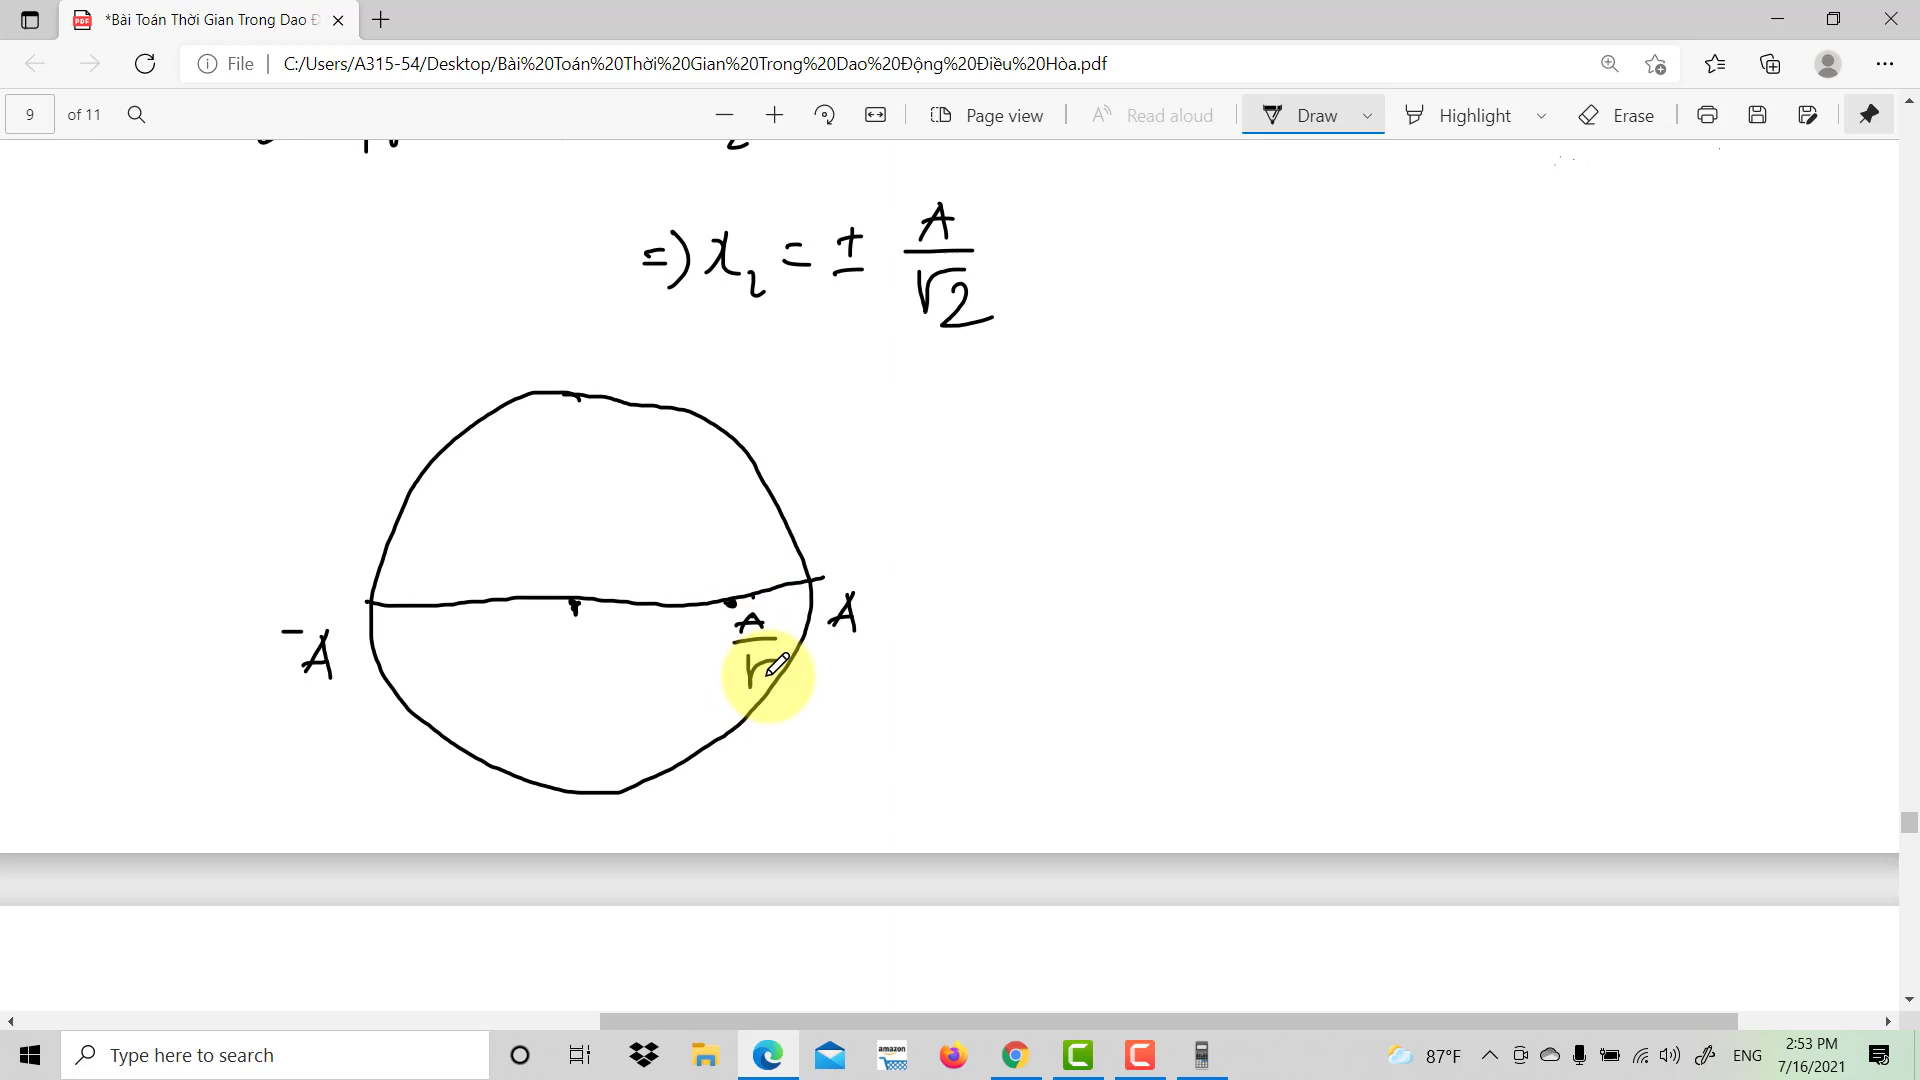 *Bài Toán Thời Gian Trong Dao Đ
File
C:/Users/A315-54/Desktop/Bài%20Toán%20Thời%20Gian%20Trong%20Dao%20Động%20Điều%20Hòa.pdf
9 of 11
Page view
Read aloud
Draw
Highlight
Erase
=) x₂ = ± A/√2
-A
A/√
A
Type here to search
amazon
87°F
ENG
2:53 PM
7/16/2021